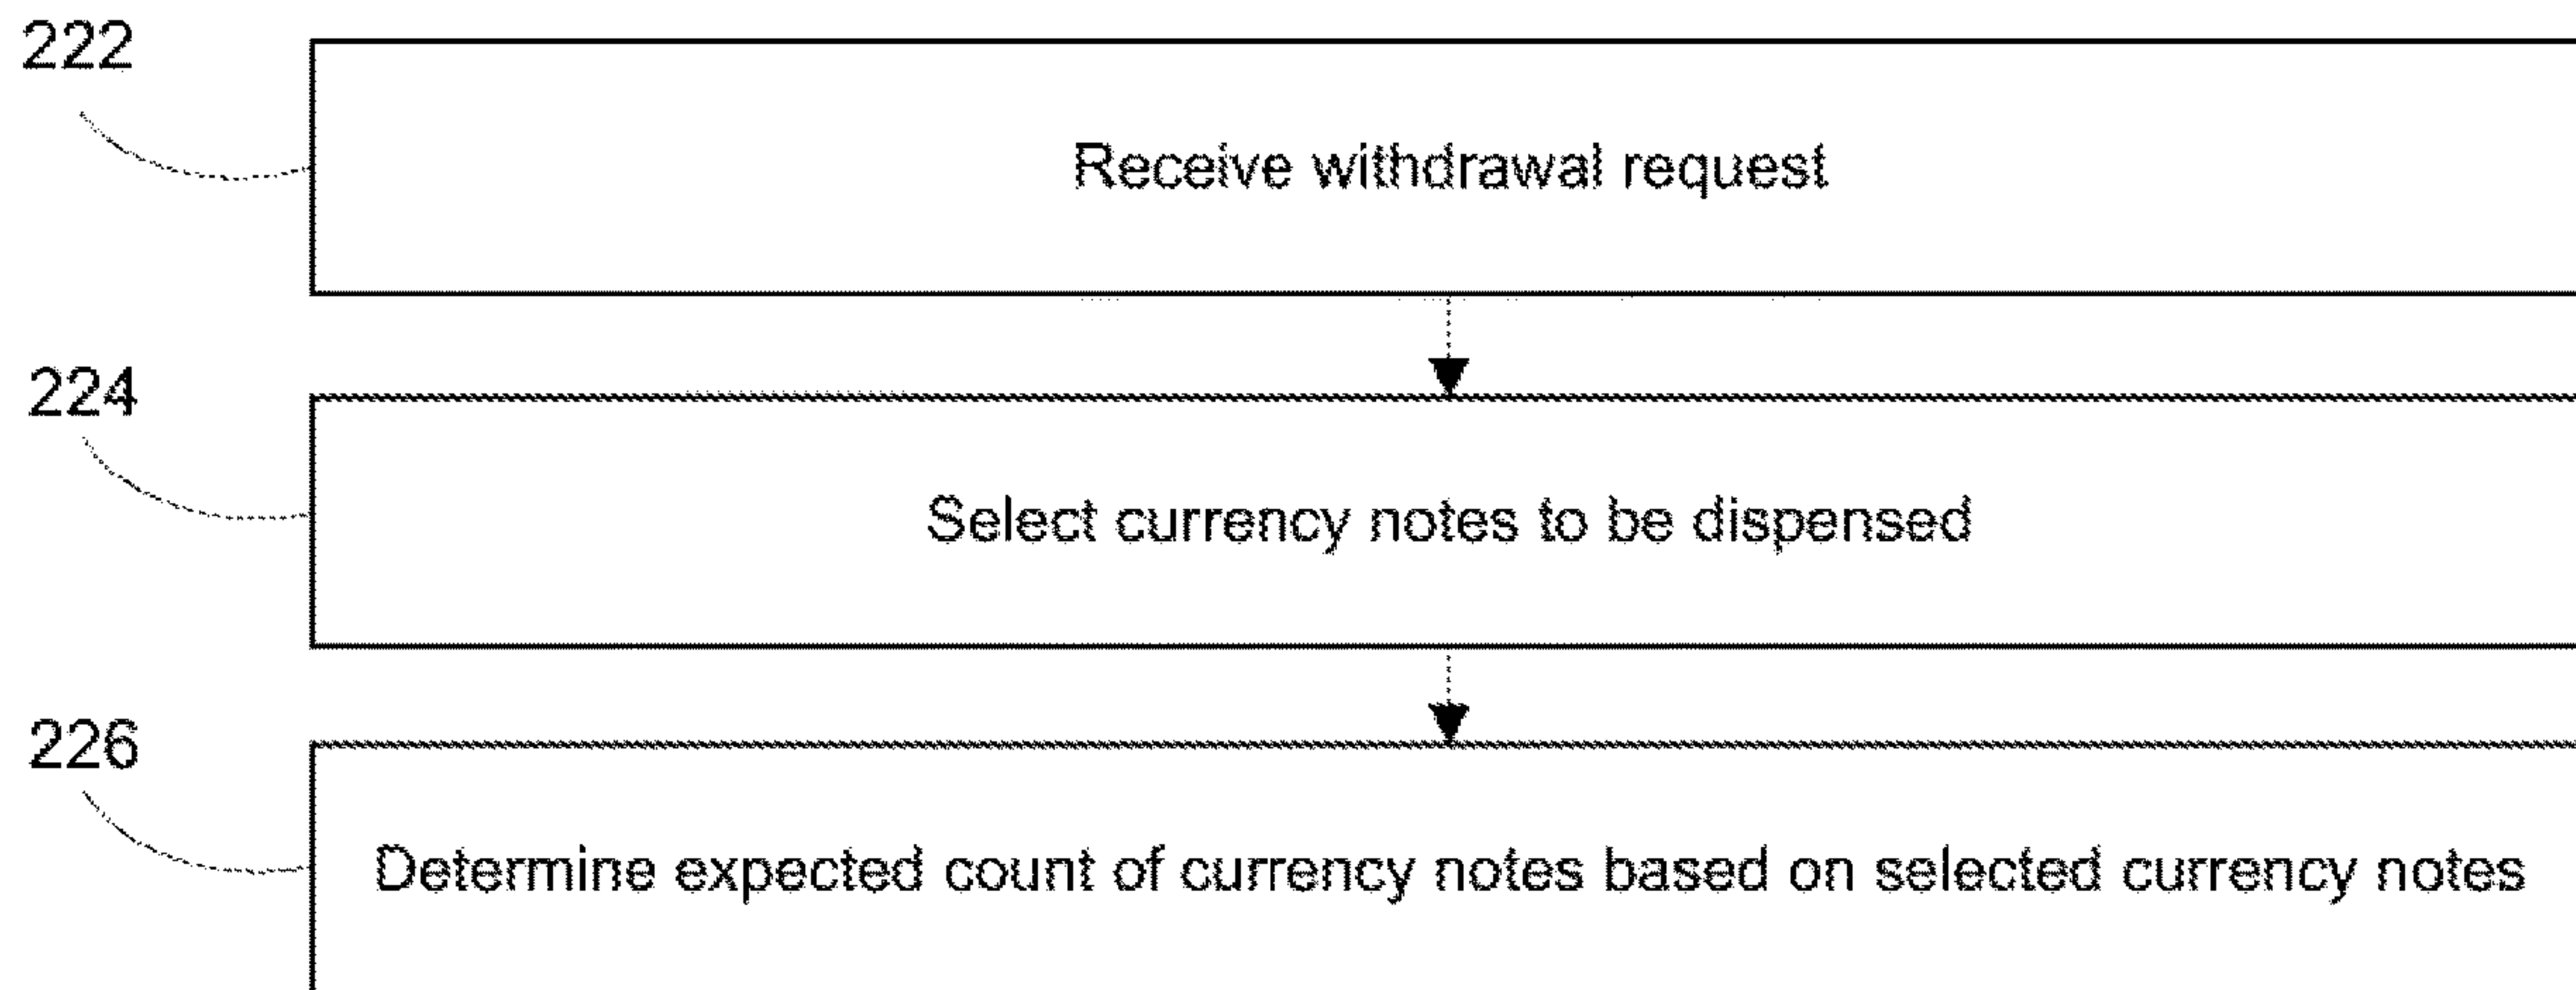 222
Receive withdrawal request
224
Select currency notes to be dispensed
226
Determine expected count of currency notes based on selected currency notes